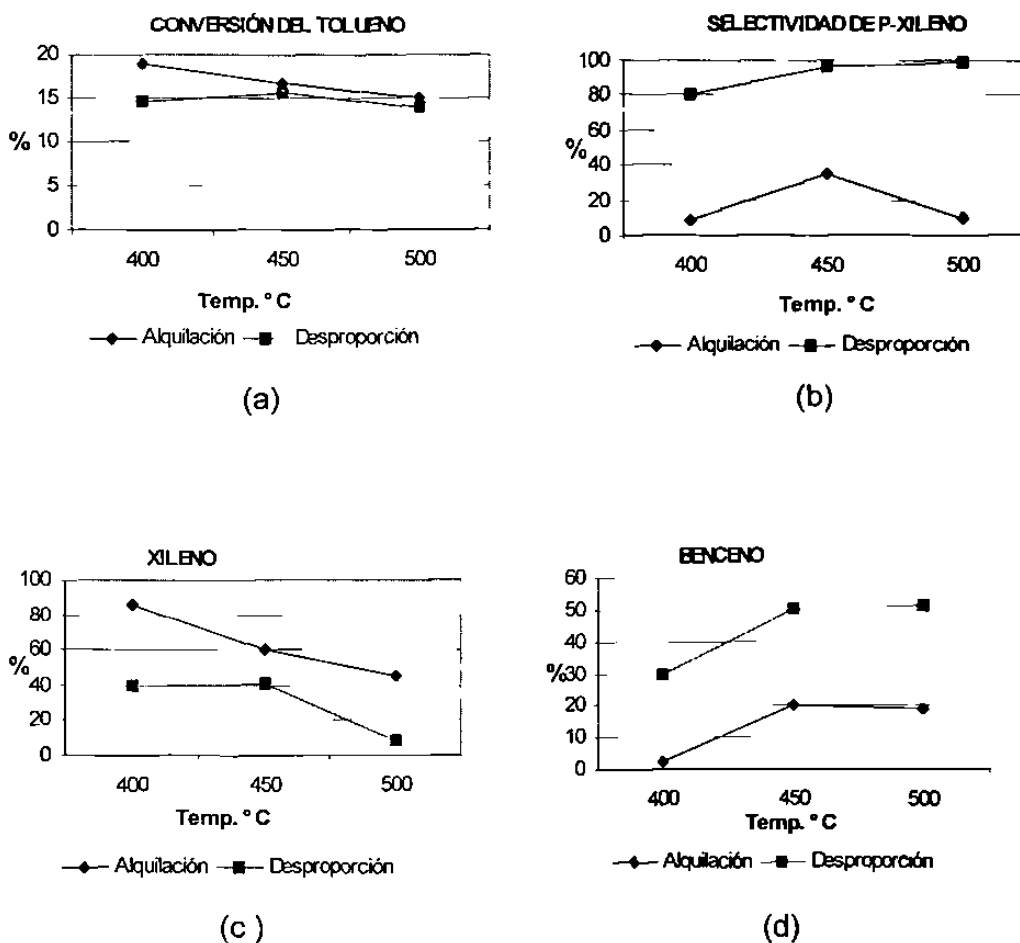 CONVERSIÓN DEL TOLUENO
20
15
%
10
5
0
400 450 500
Temp. ° C
Alquilación Desproporción
(a)
SELECTIVIDAD DE P-XILENO
100
80
60
%
40
20
0
400 450 500
Temp. ° C
Alquilación Desproporción
(b)
XILENO
100
80
60
%
40
20
0
400 450 500
Temp. ° C
Alquilación Desproporción
(c )
BENCENO
60
50
40
%
30
20
10
0
400 450 500
Temp. ° C
Alquilación Desproporción
(d)